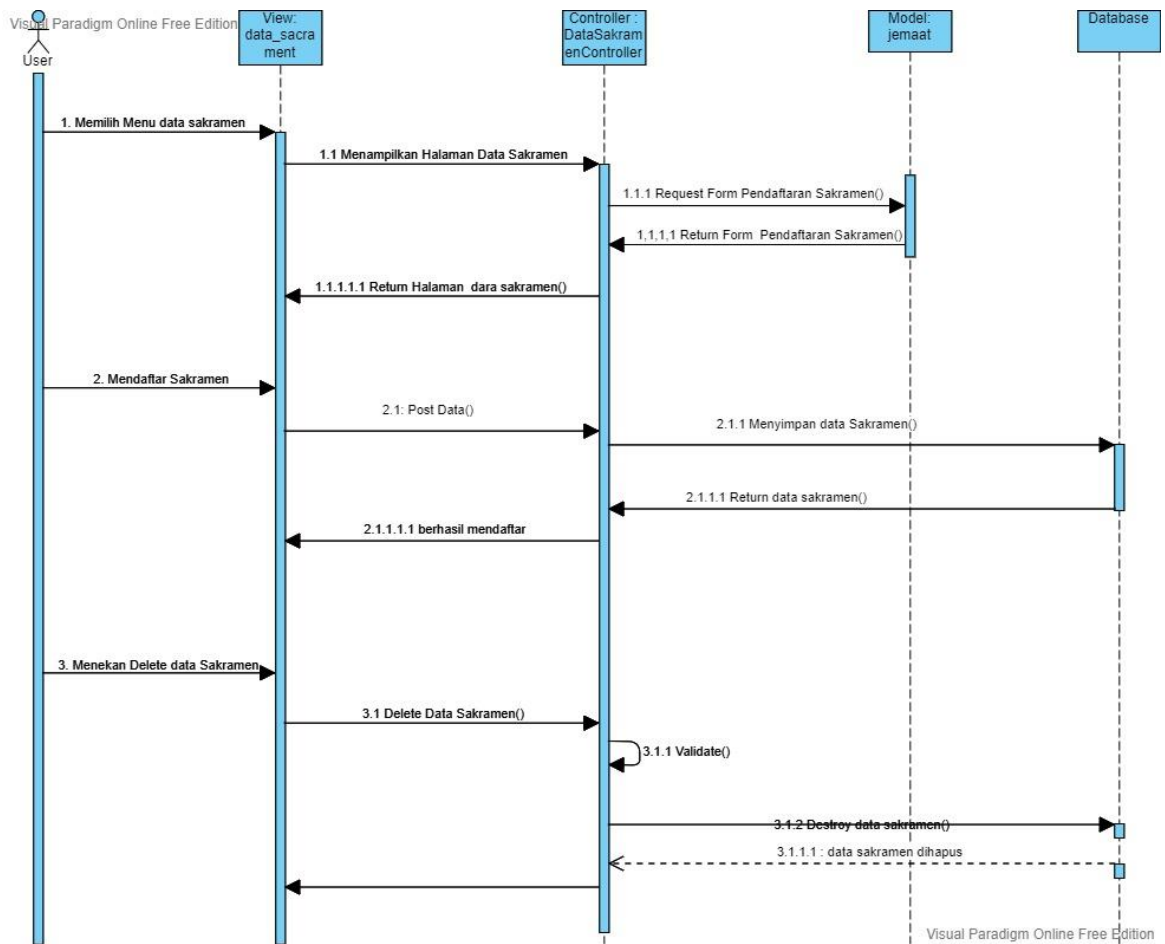 Visual Paradigm Online Free Edition
User
View:
data_sacra
ment
Controller :
DataSakram
enController
Model:
jemaat
Database
1. Memilih Menu data sakramen
1.1 Menampilkan Halaman Data Sakramen
1.1.1 Request Form Pendaftaran Sakramen()
1,1,1,1 Return Form Pendaftaran Sakramen()
1.1.1.1.1 Return Halaman dara sakramen()
2. Mendaftar Sakramen
2.1: Post Data()
2.1.1 Menyimpan data Sakramen()
2.1.1.1 Return data sakramen()
2.1.1.1.1 berhasil mendaftar
3. Menekan Delete data Sakramen
3.1 Delete Data Sakramen()
3.1.1 Validate()
3.1.2 Destroy data sakramen()
3.1.1.1 : data sakramen dihapus
Visual Paradigm Online Free Edition